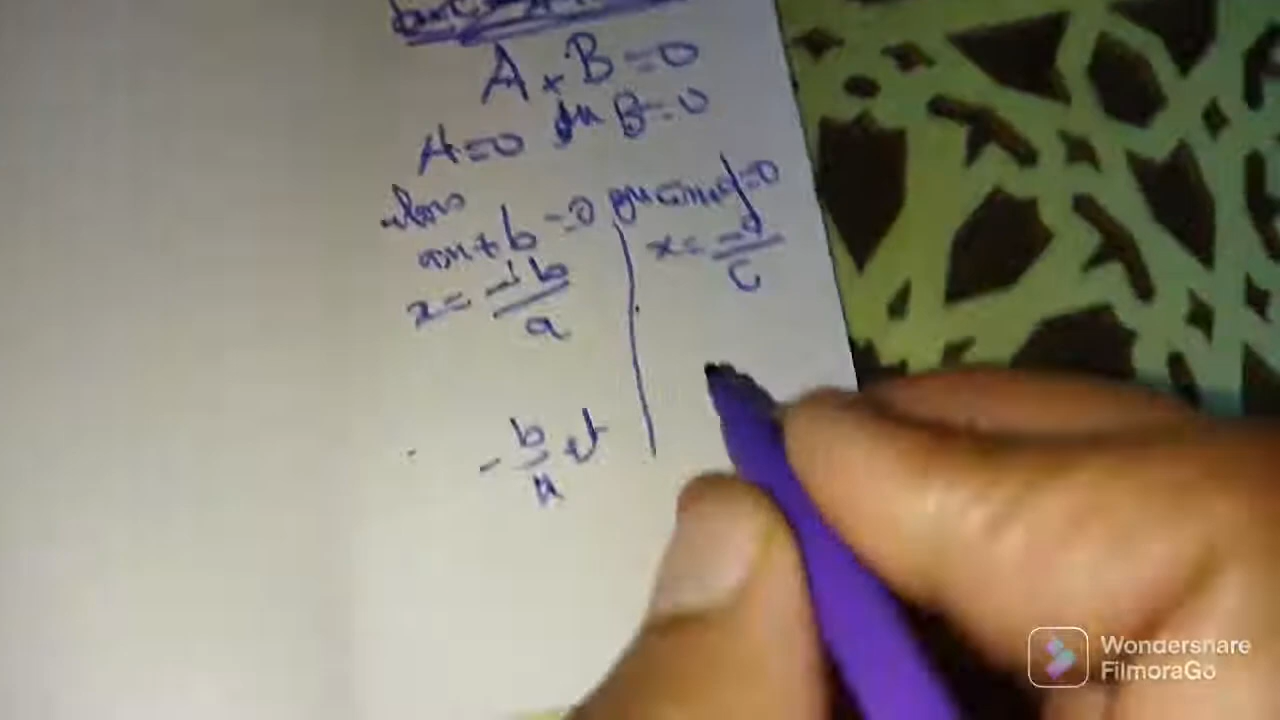 A × B = 0
A = 0 ou B = 0
alors
ax + b = 0 ou cx + d = 0
x = -b/a
x = -d/c
- b/a et
Wondershare
FilmoraGo